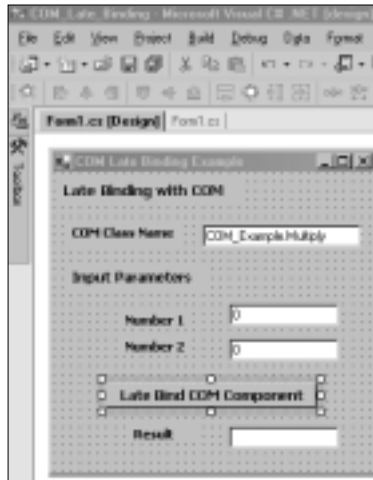 COM_Late_Binding - Microsoft Visual C# .NET [design]
File Edit View Project Build Debug Data Format
Form1.cs [Design] Form1.cs
Toolbox
COM Late Binding Example
Late Binding with COM
COM Class Name COM_Example.Multiply
Input Parameters
Number 1 0
Number 2 0
Late Bind COM Component
Result